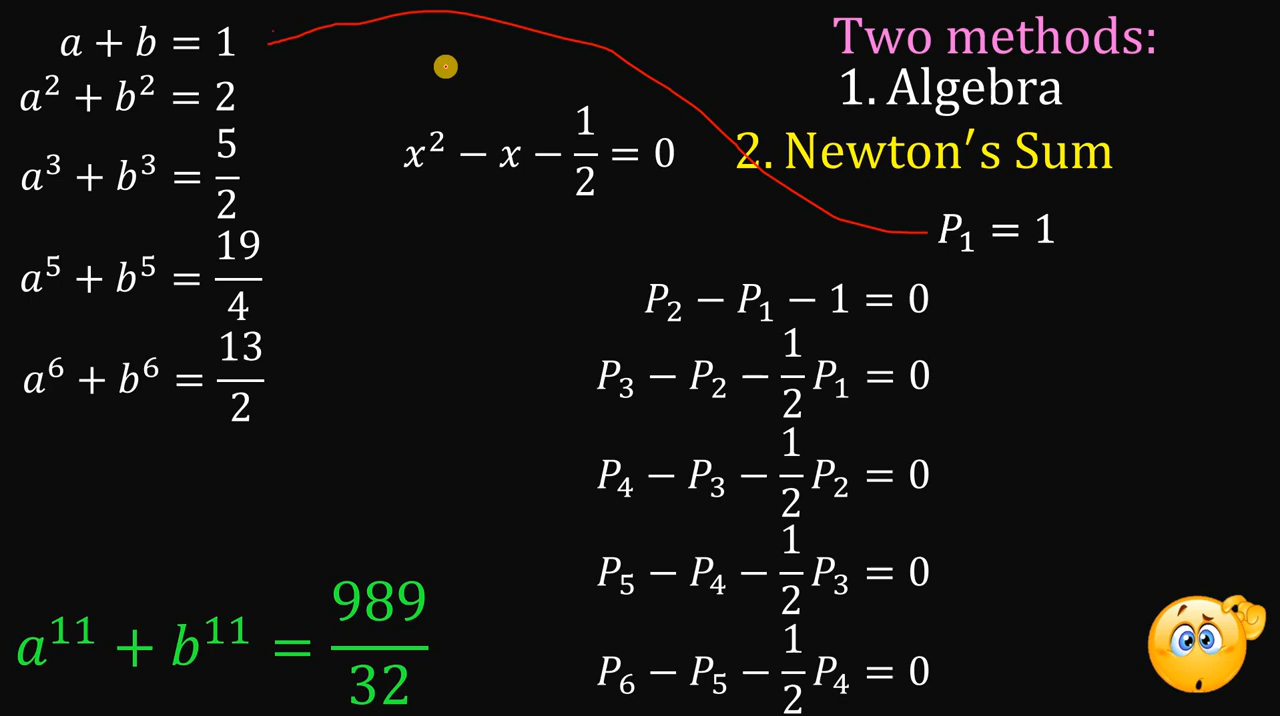 a + b = 1
a² + b² = 2
a³ + b³ = 5/2
a⁵ + b⁵ = 19/4
a⁶ + b⁶ = 13/2
a¹¹ + b¹¹ = 989/32
x² − x − 1/2 = 0
Two methods:
1. Algebra
2. Newton′s Sum
P₁ = 1
P₂ − P₁ − 1 = 0
P₃ − P₂ − 1/2 P₁ = 0
P₄ − P₃ − 1/2 P₂ = 0
P₅ − P₄ − 1/2 P₃ = 0
P₆ − P₅ − 1/2 P₄ = 0